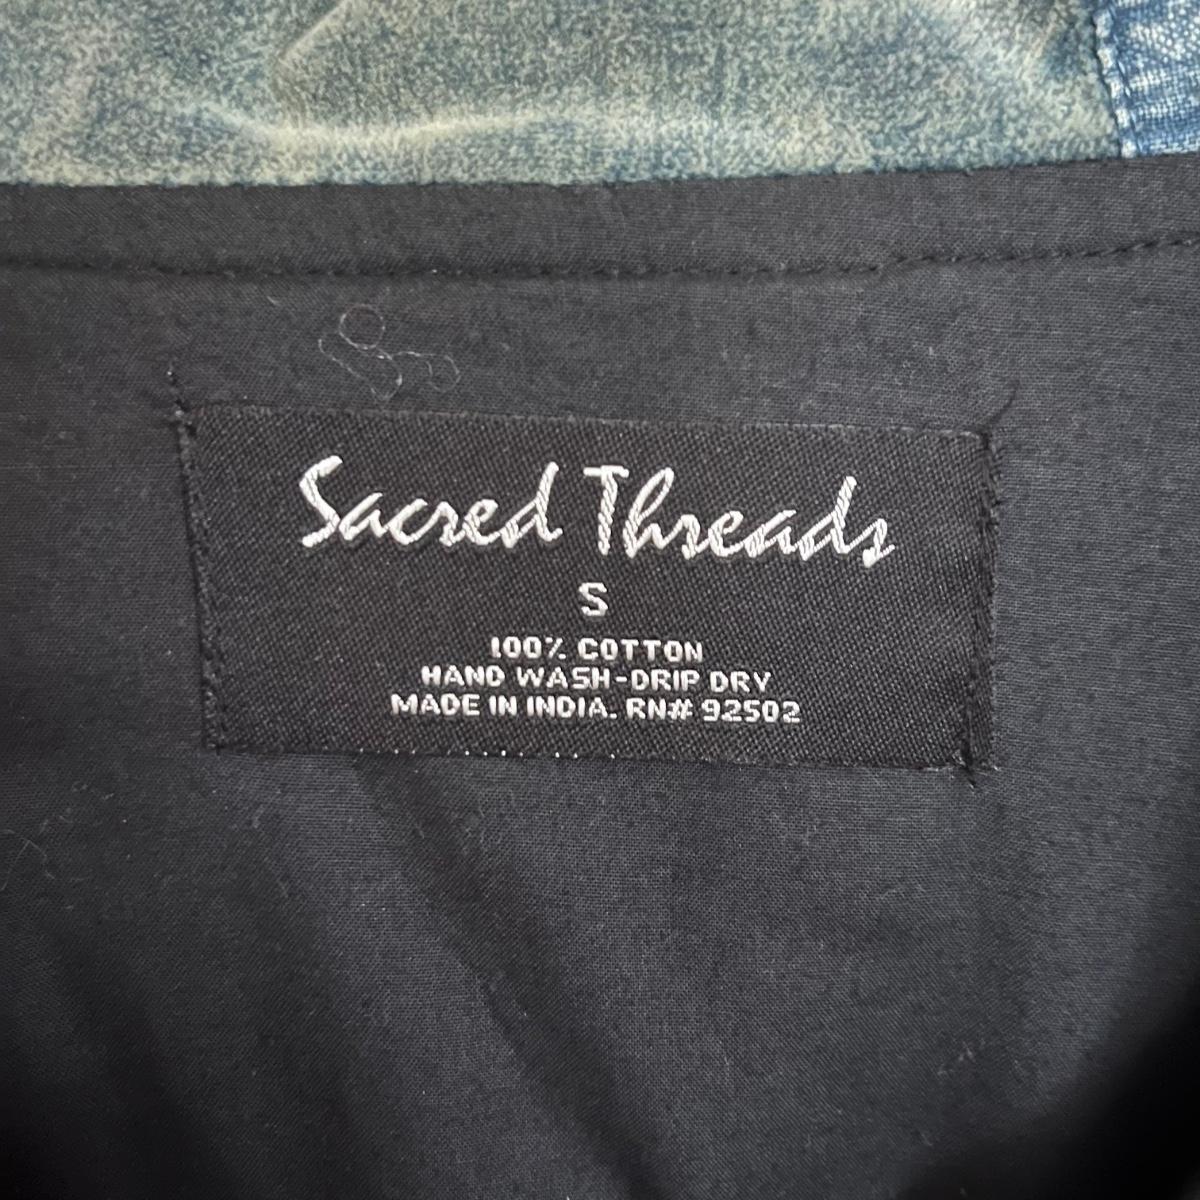 Sacred Threads
S
100% COTTON
HAND WASH-DRIP DRY
MADE IN INDIA. RN# 92502